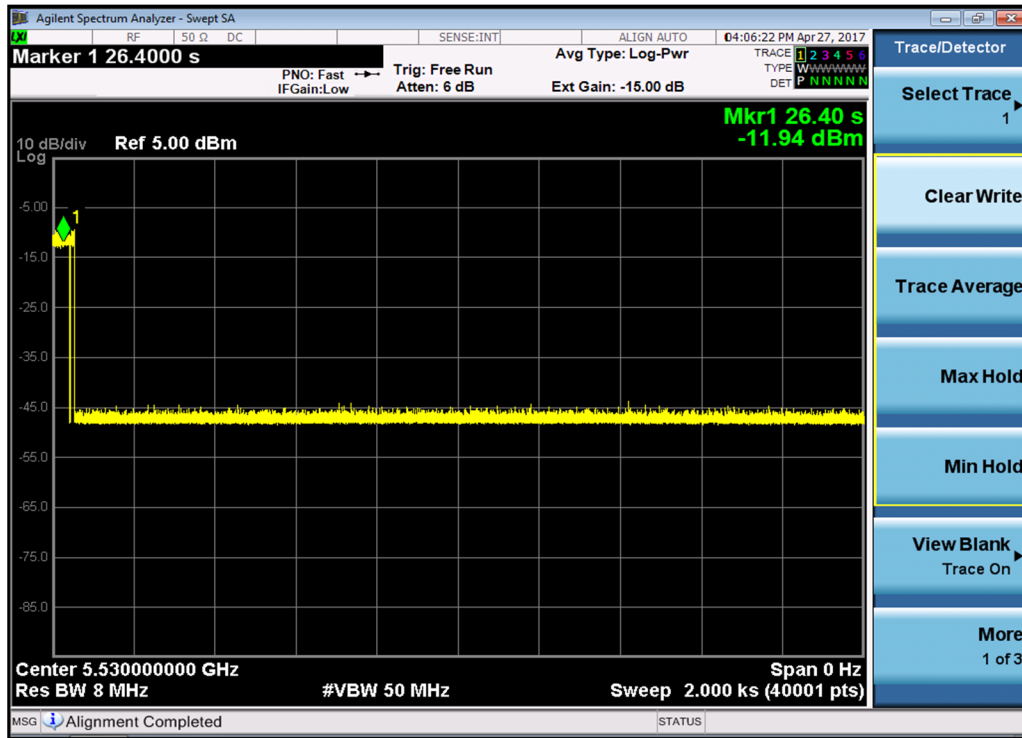 Agilent Spectrum Analyzer - Swept SA
LXI RF 50 Ω DC SENSE:INT ALIGN AUTO 04:06:22 PM Apr 27, 2017
Marker 1 26.4000 s
PNO: Fast
IFGain:Low
Trig: Free Run
Atten: 6 dB
Avg Type: Log-Pwr
Ext Gain: -15.00 dB
TRACE 1 2 3 4 5 6
TYPE WWWWWW
DET P N N N N N
Mkr1 26.40 s
-11.94 dBm
10 dB/div Ref 5.00 dBm
Log
1
-5.00
-15.0
-25.0
-35.0
-45.0
-55.0
-65.0
-75.0
-85.0
Center 5.530000000 GHz Span 0 Hz
Res BW 8 MHz #VBW 50 MHz Sweep 2.000 ks (40001 pts)
MSG Alignment Completed STATUS
Trace/Detector
Select Trace
1
Clear Write
Trace Average
Max Hold
Min Hold
View Blank
Trace On
More
1 of 3